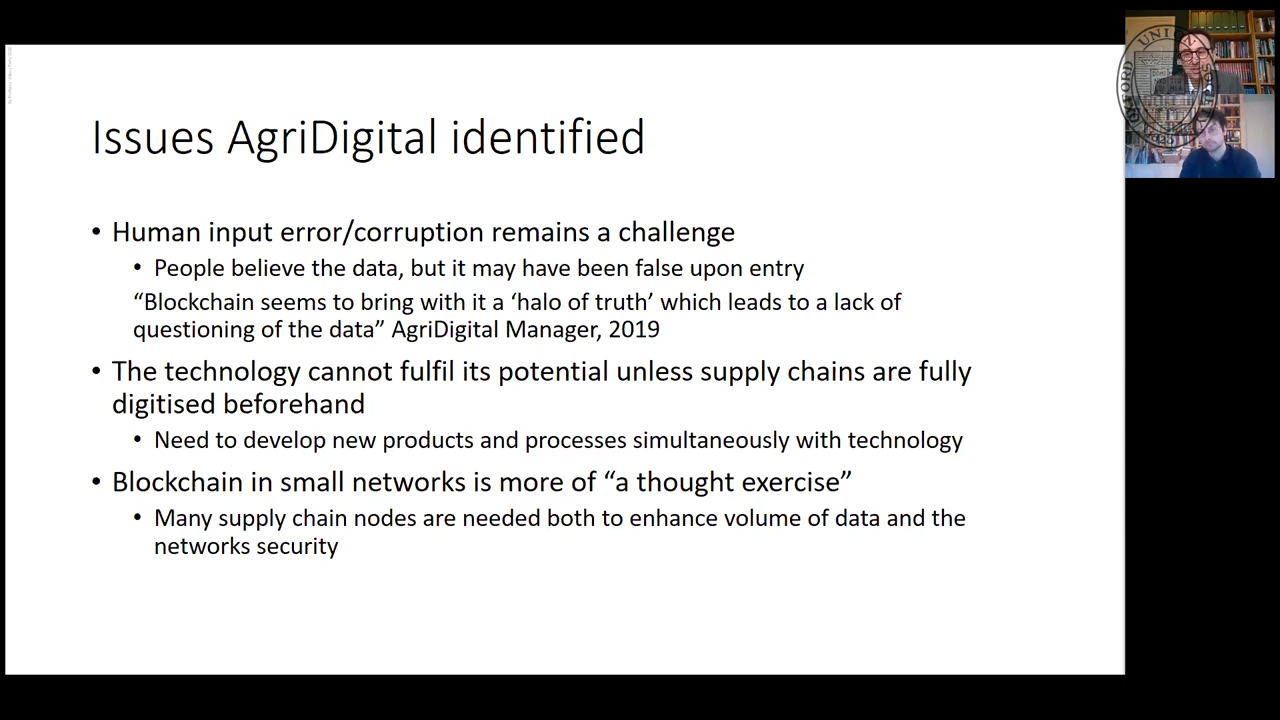 Issues AgriDigital identified
• Human input error/corruption remains a challenge
• People believe the data, but it may have been false upon entry
“Blockchain seems to bring with it a ‘halo of truth’ which leads to a lack of
questioning of the data” AgriDigital Manager, 2019
• The technology cannot fulfil its potential unless supply chains are fully
digitised beforehand
• Need to develop new products and processes simultaneously with technology
• Blockchain in small networks is more of “a thought exercise”
• Many supply chain nodes are needed both to enhance volume of data and the
networks security
OXFORD UNION